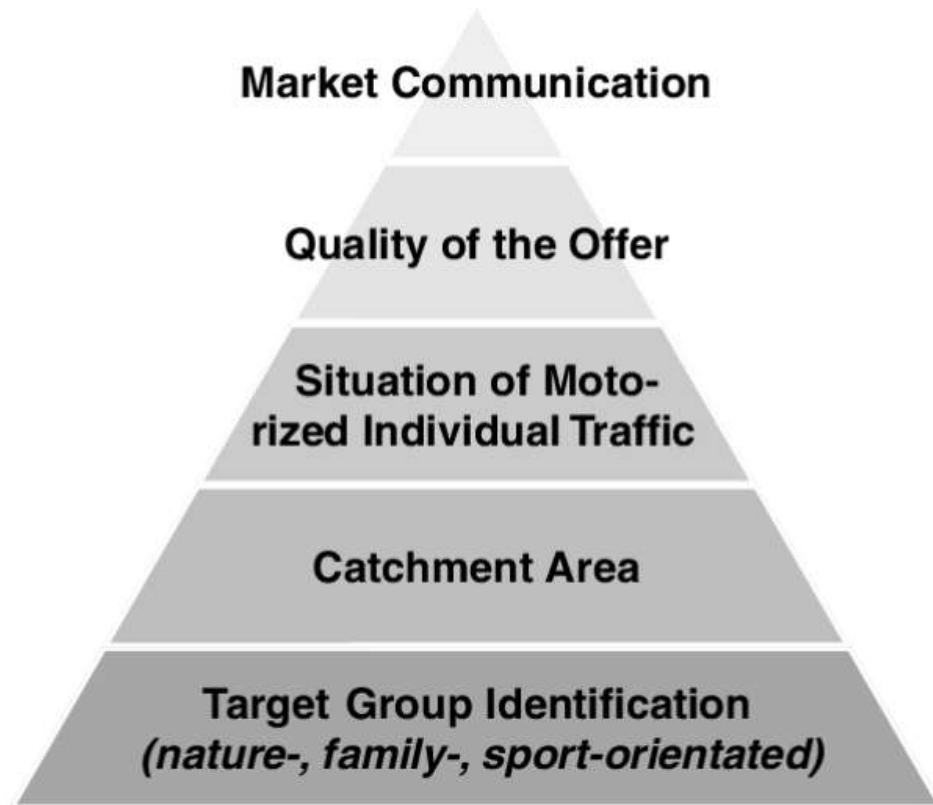 Market Communication
Quality of the Offer
Situation of Moto-
rized Individual Traffic
Catchment Area
Target Group Identification
(nature-, family-, sport-orientated)